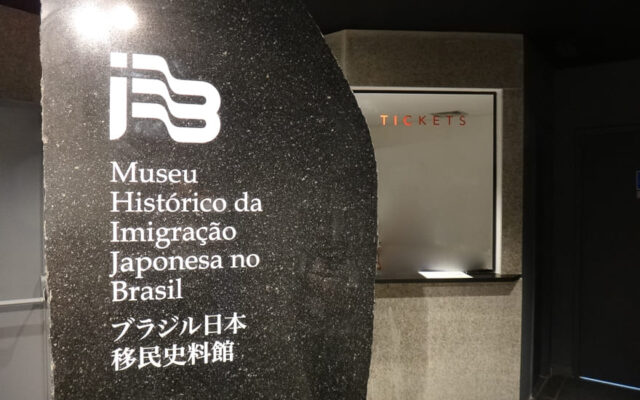 Museu
Histórico da
Imigração
Japonesa no
Brasil
ブラジル日本
移民史料館
TICKETS